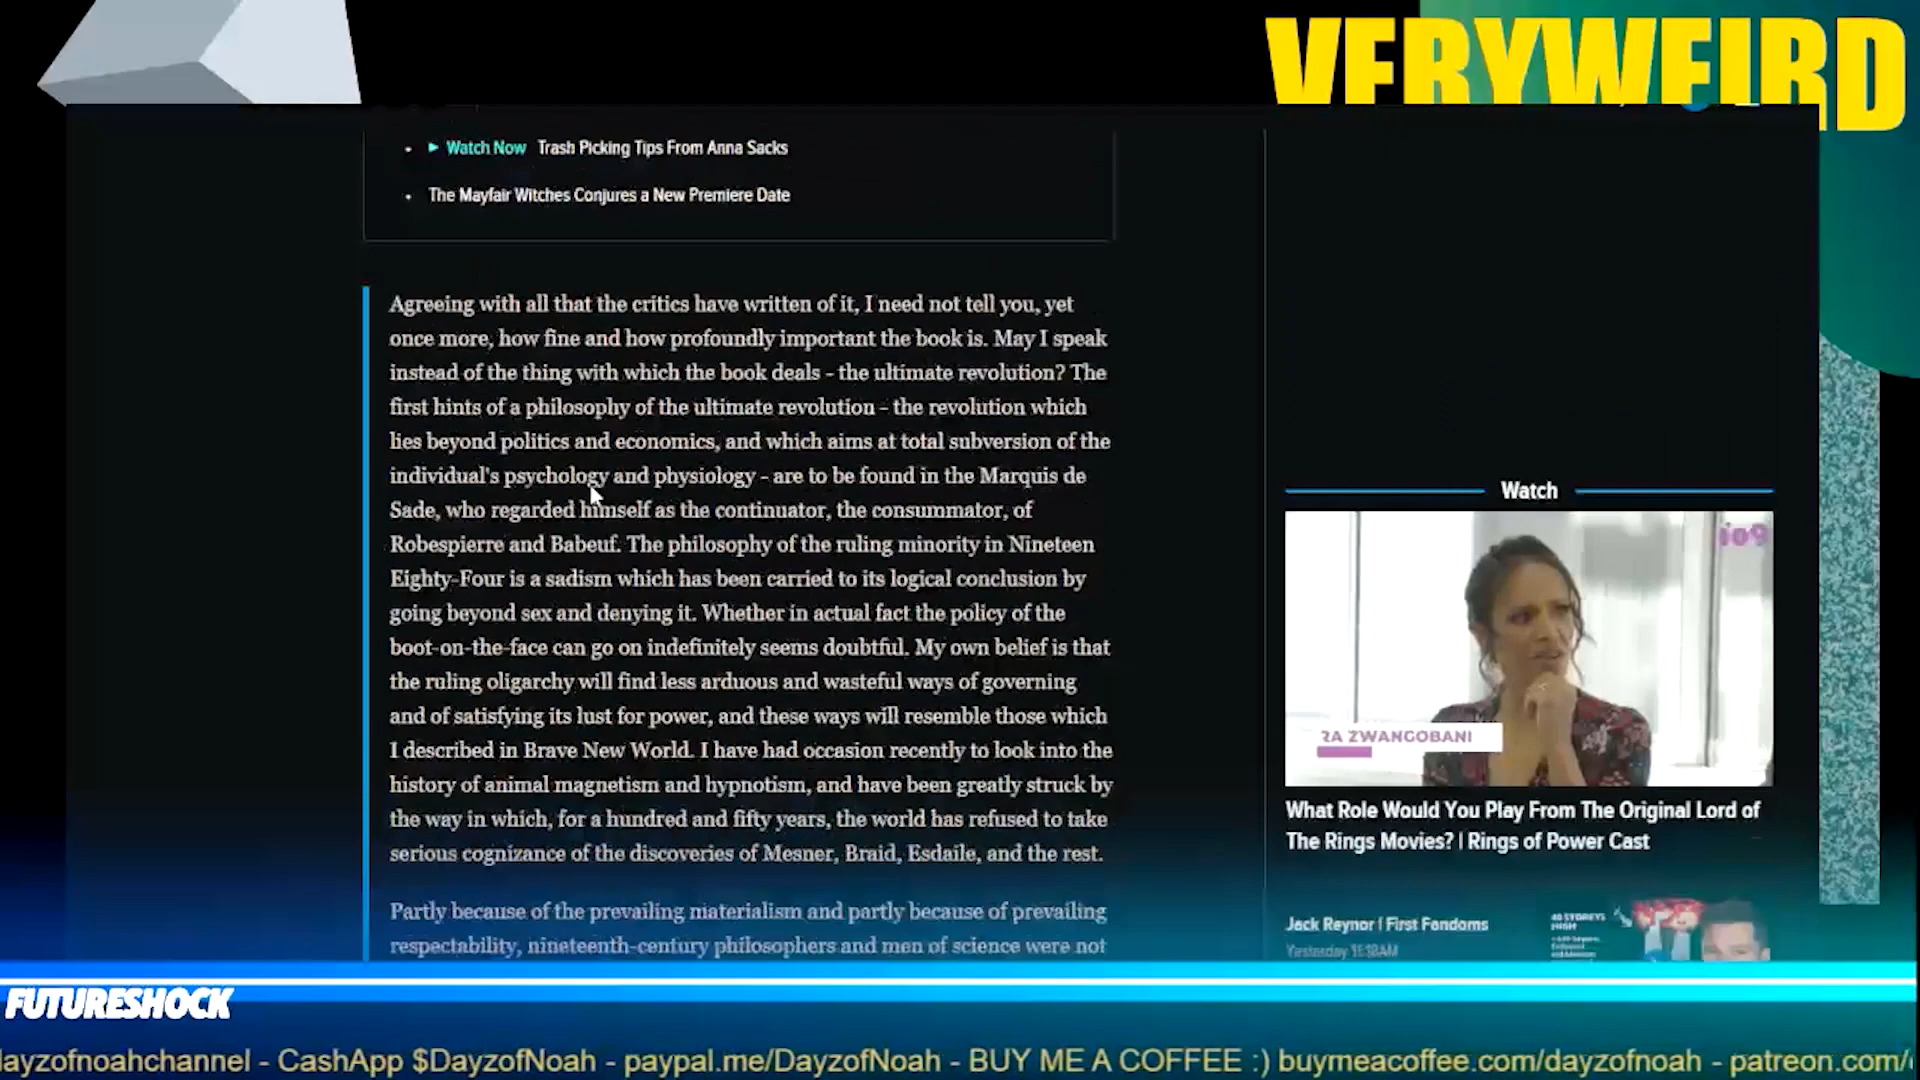 VERYWEIRD
▶ Watch Now Trash Picking Tips From Anna Sacks
The Mayfair Witches Conjures a New Premiere Date
Agreeing with all that the critics have written of it, I need not tell you, yet
once more, how fine and how profoundly important the book is. May I speak
instead of the thing with which the book deals - the ultimate revolution? The
first hints of a philosophy of the ultimate revolution - the revolution which
lies beyond politics and economics, and which aims at total subversion of the
individual's psychology and physiology - are to be found in the Marquis de
Sade, who regarded himself as the continuator, the consummator, of
Robespierre and Babeuf. The philosophy of the ruling minority in Nineteen
Eighty-Four is a sadism which has been carried to its logical conclusion by
going beyond sex and denying it. Whether in actual fact the policy of the
boot-on-the-face can go on indefinitely seems doubtful. My own belief is that
the ruling oligarchy will find less arduous and wasteful ways of governing
and of satisfying its lust for power, and these ways will resemble those which
I described in Brave New World. I have had occasion recently to look into the
history of animal magnetism and hypnotism, and have been greatly struck by
the way in which, for a hundred and fifty years, the world has refused to take
serious cognizance of the discoveries of Mesner, Braid, Esdaile, and the rest.
Partly because of the prevailing materialism and partly because of prevailing
respectability, nineteenth-century philosophers and men of science were not
Watch
io9
RA ZWANGOBANI
What Role Would You Play From The Original Lord of
The Rings Movies? | Rings of Power Cast
Jack Reynor | First Fandoms
Yesterday 11:18AM
40 STOREYS
HIGH
FUTURESHOCK
dayzofnoahchannel - CashApp $DayzofNoah - paypal.me/DayzofNoah - BUY ME A COFFEE :) buymeacoffee.com/dayzofnoah - patreon.com/